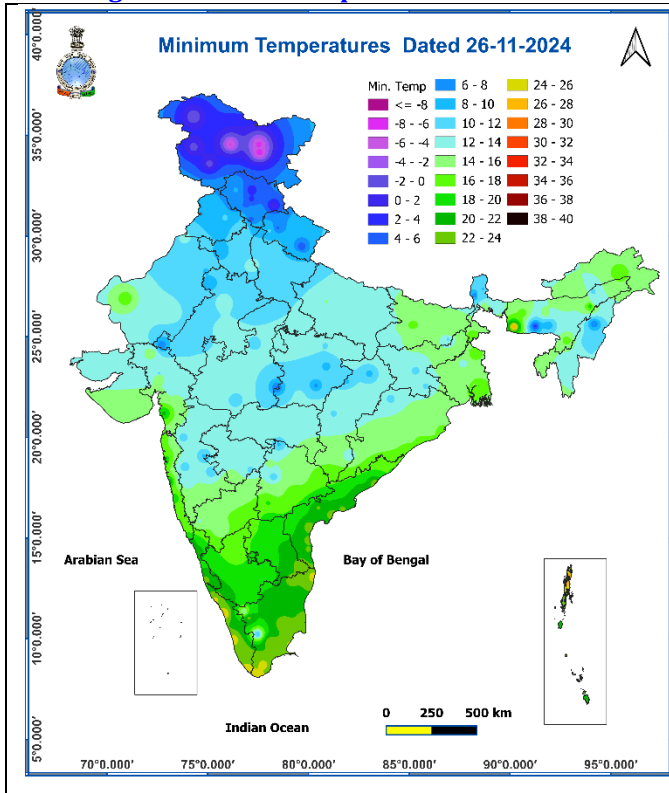 Minimum Temperatures Dated 26-11-2024
Min. Temp
<= -8
-8 - -6
-6 - -4
-4 - -2
-2 - 0
0 - 2
2 - 4
4 - 6
6 - 8
8 - 10
10 - 12
12 - 14
14 - 16
16 - 18
18 - 20
20 - 22
22 - 24
24 - 26
26 - 28
28 - 30
30 - 32
32 - 34
34 - 36
36 - 38
38 - 40
40°0.000'
35°0.000'
30°0.000'
25°0.000'
20°0.000'
15°0.000'
10°0.000'
5°0.000'
Arabian Sea
Bay of Bengal
Indian Ocean
0 250 500 km
70°0.000' 75°0.000' 80°0.000' 85°0.000' 90°0.000' 95°0.000'